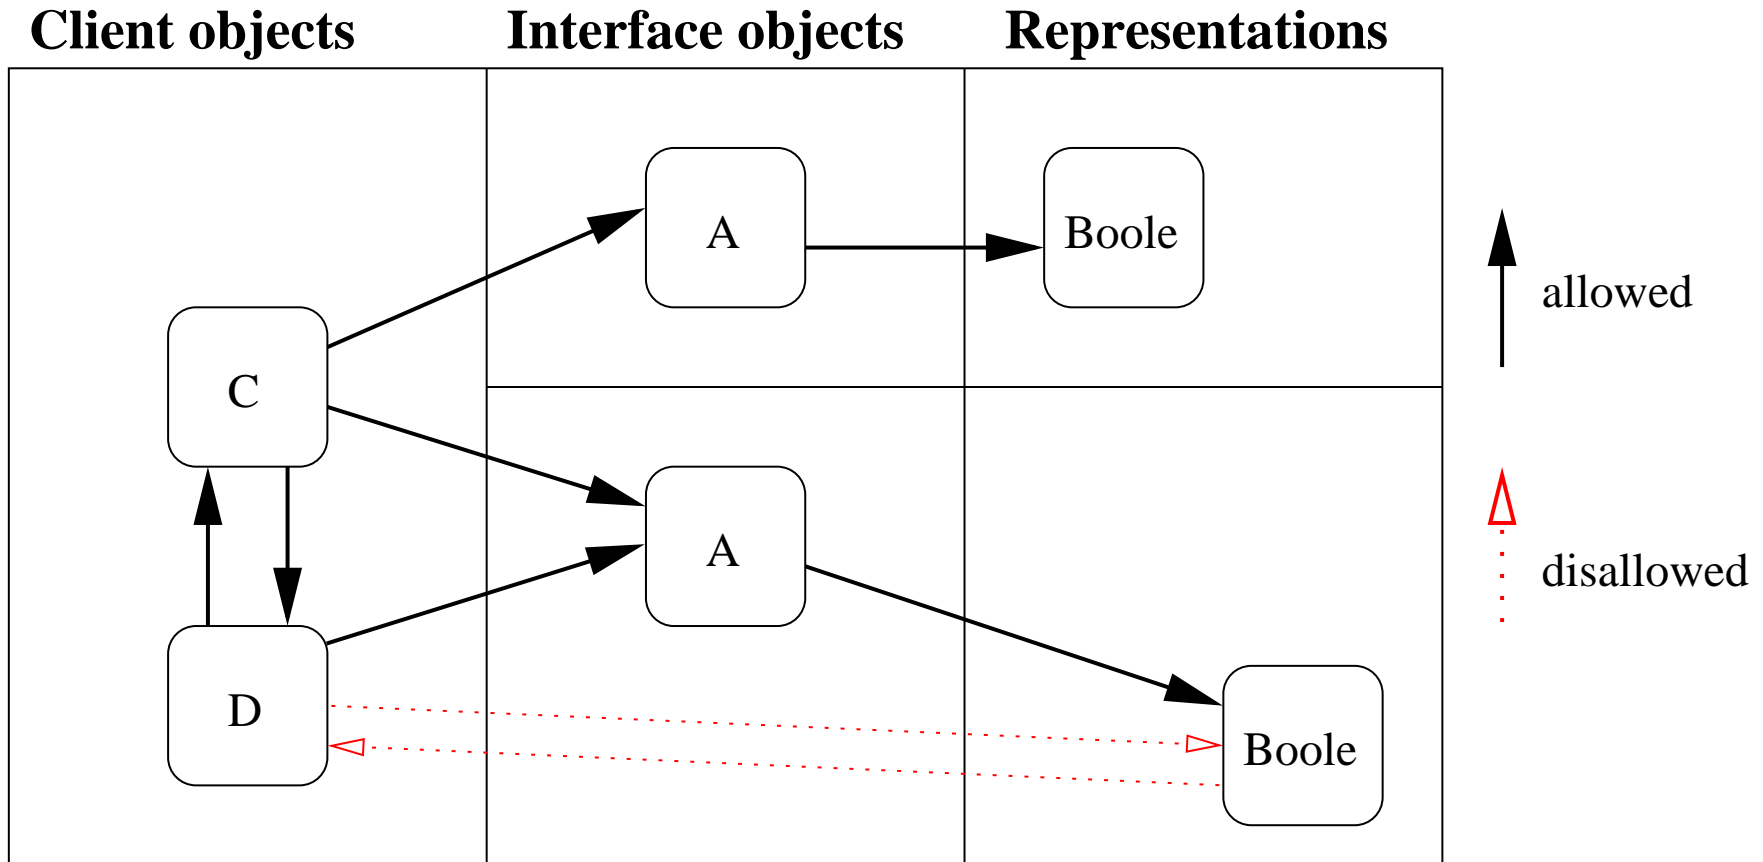 Client objects
Interface objects
Representations
A
Boole
allowed
C
A
disallowed
D
Boole